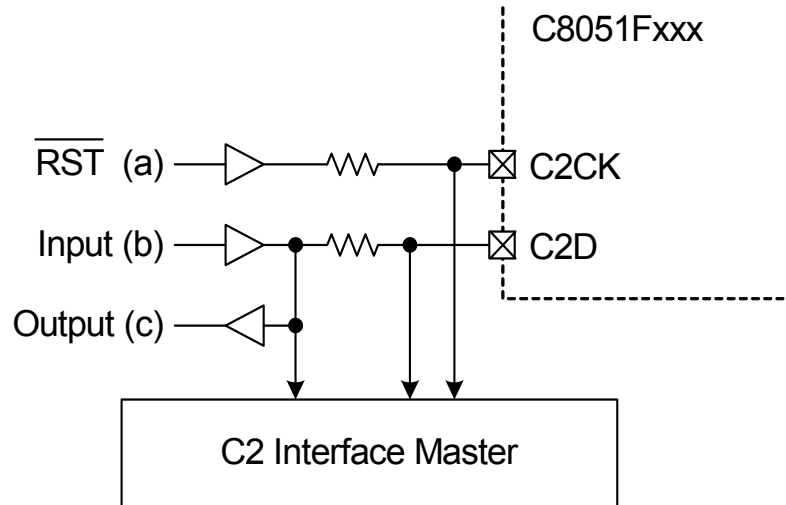 C8051Fxxx
RST (a)
C2CK
Input (b)
C2D
Output (c)
C2 Interface Master